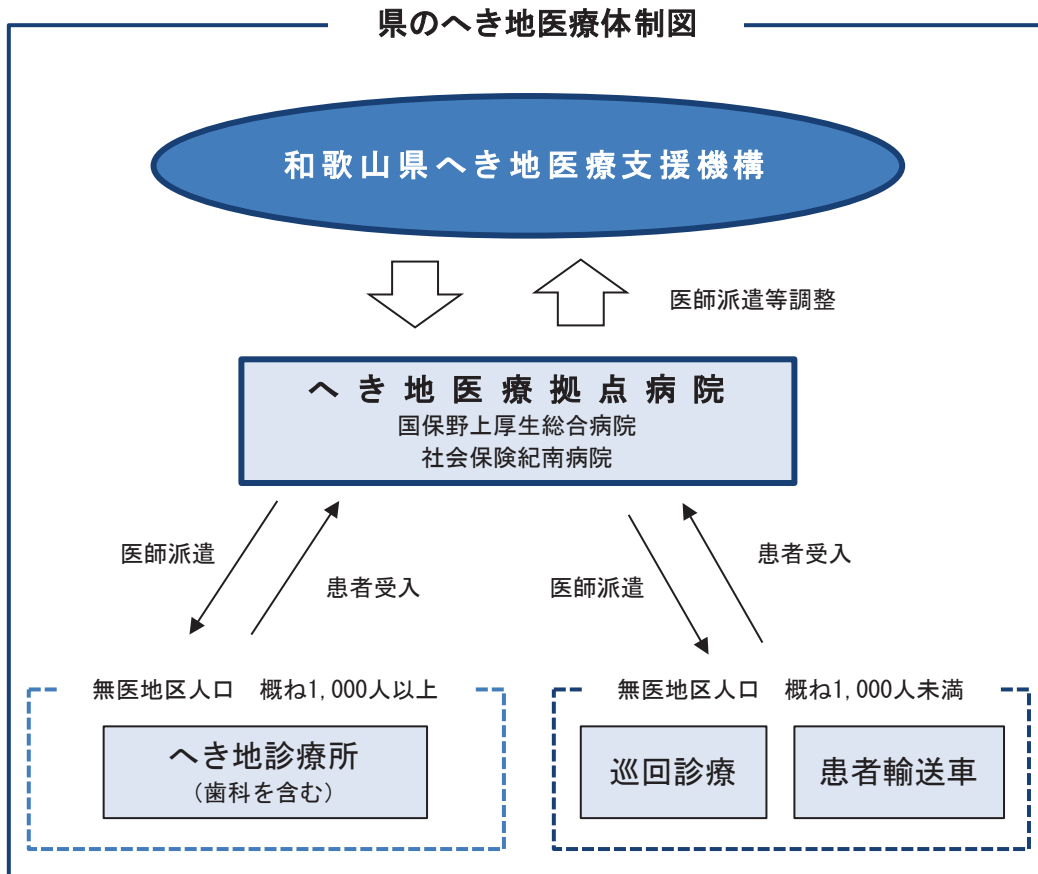 県のへき地医療体制図
和歌山県へき地医療支援機構
医師派遣等調整
へき地医療拠点病院
国保野上厚生総合病院
社会保険紀南病院
医師派遣
患者受入
医師派遣
患者受入
無医地区人口　概ね1,000人以上
へき地診療所
(歯科を含む)
無医地区人口　概ね1,000人未満
巡回診療
患者輸送車